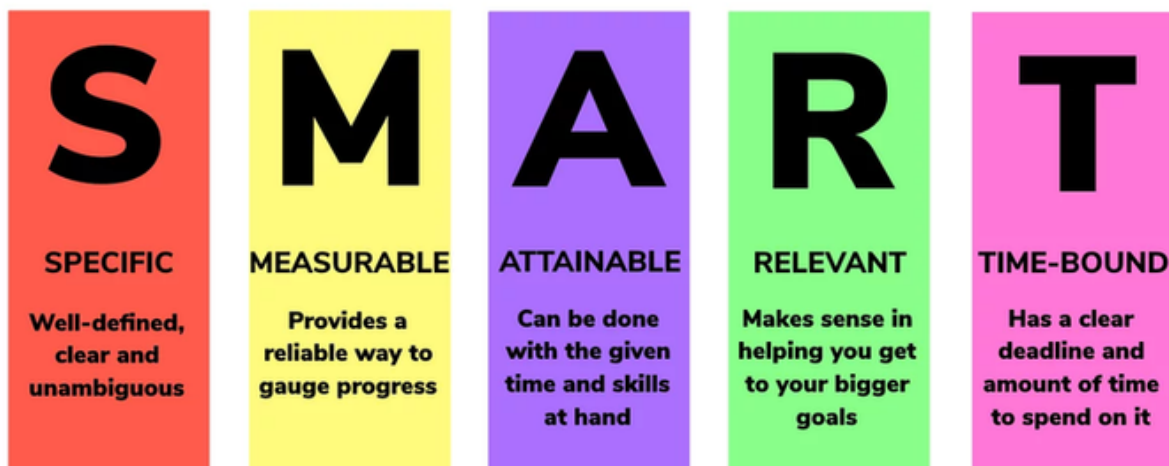 S
SPECIFIC
Well-defined,
clear and
unambiguous
M
MEASURABLE
Provides a
reliable way to
gauge progress
A
ATTAINABLE
Can be done
with the given
time and skills
at hand
R
RELEVANT
Makes sense in
helping you get
to your bigger
goals
T
TIME-BOUND
Has a clear
deadline and
amount of time
to spend on it